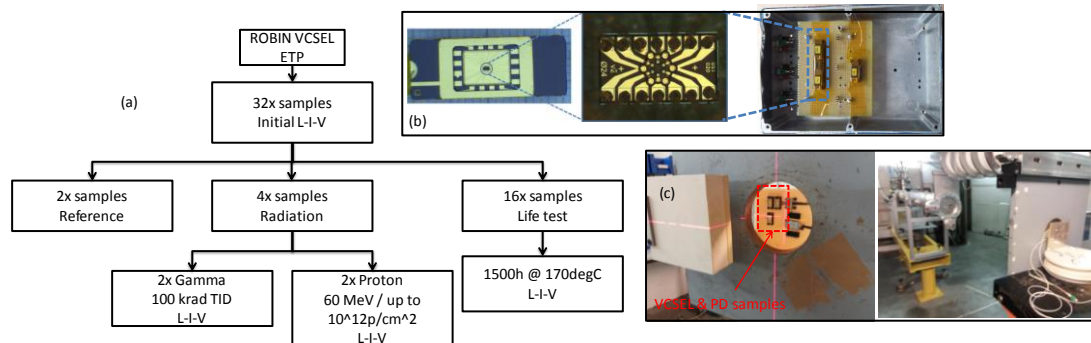 ROBIN VCSEL
ETP
(a)
32x samples
Initial L-I-V
2x samples
Reference
4x samples
Radiation
16x samples
Life test
2x Gamma
100 krad TID
L-I-V
2x Proton
60 MeV / up to
10^12p/cm^2
L-I-V
1500h @ 170degC
L-I-V
(b)
(c)
VCSEL & PD samples